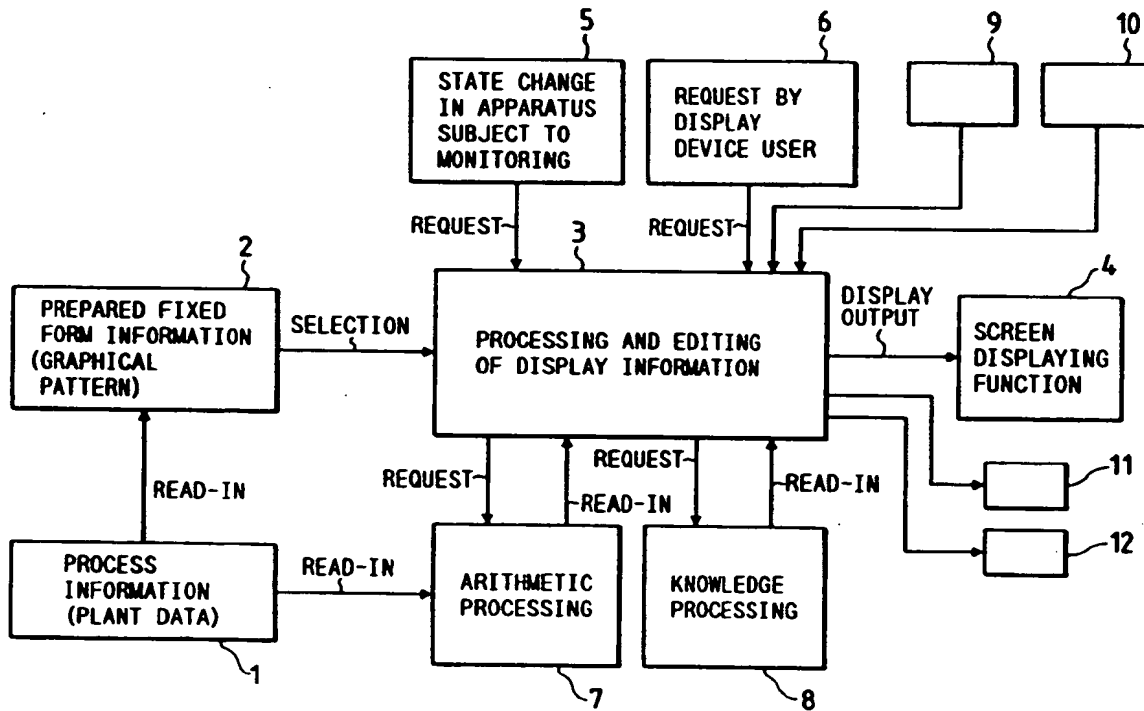 5
6
9
10
STATE CHANGE
IN APPARATUS
SUBJECT TO
MONITORING
REQUEST BY
DISPLAY
DEVICE USER
REQUEST
REQUEST
3
2
4
PREPARED FIXED
FORM INFORMATION
(GRAPHICAL
PATTERN)
SELECTION
PROCESSING AND EDITING
OF DISPLAY INFORMATION
DISPLAY
OUTPUT
SCREEN
DISPLAYING
FUNCTION
READ-IN
REQUEST
READ-IN
REQUEST
READ-IN
11
12
PROCESS
INFORMATION
(PLANT DATA)
READ-IN
ARITHMETIC
PROCESSING
KNOWLEDGE
PROCESSING
1
7
8